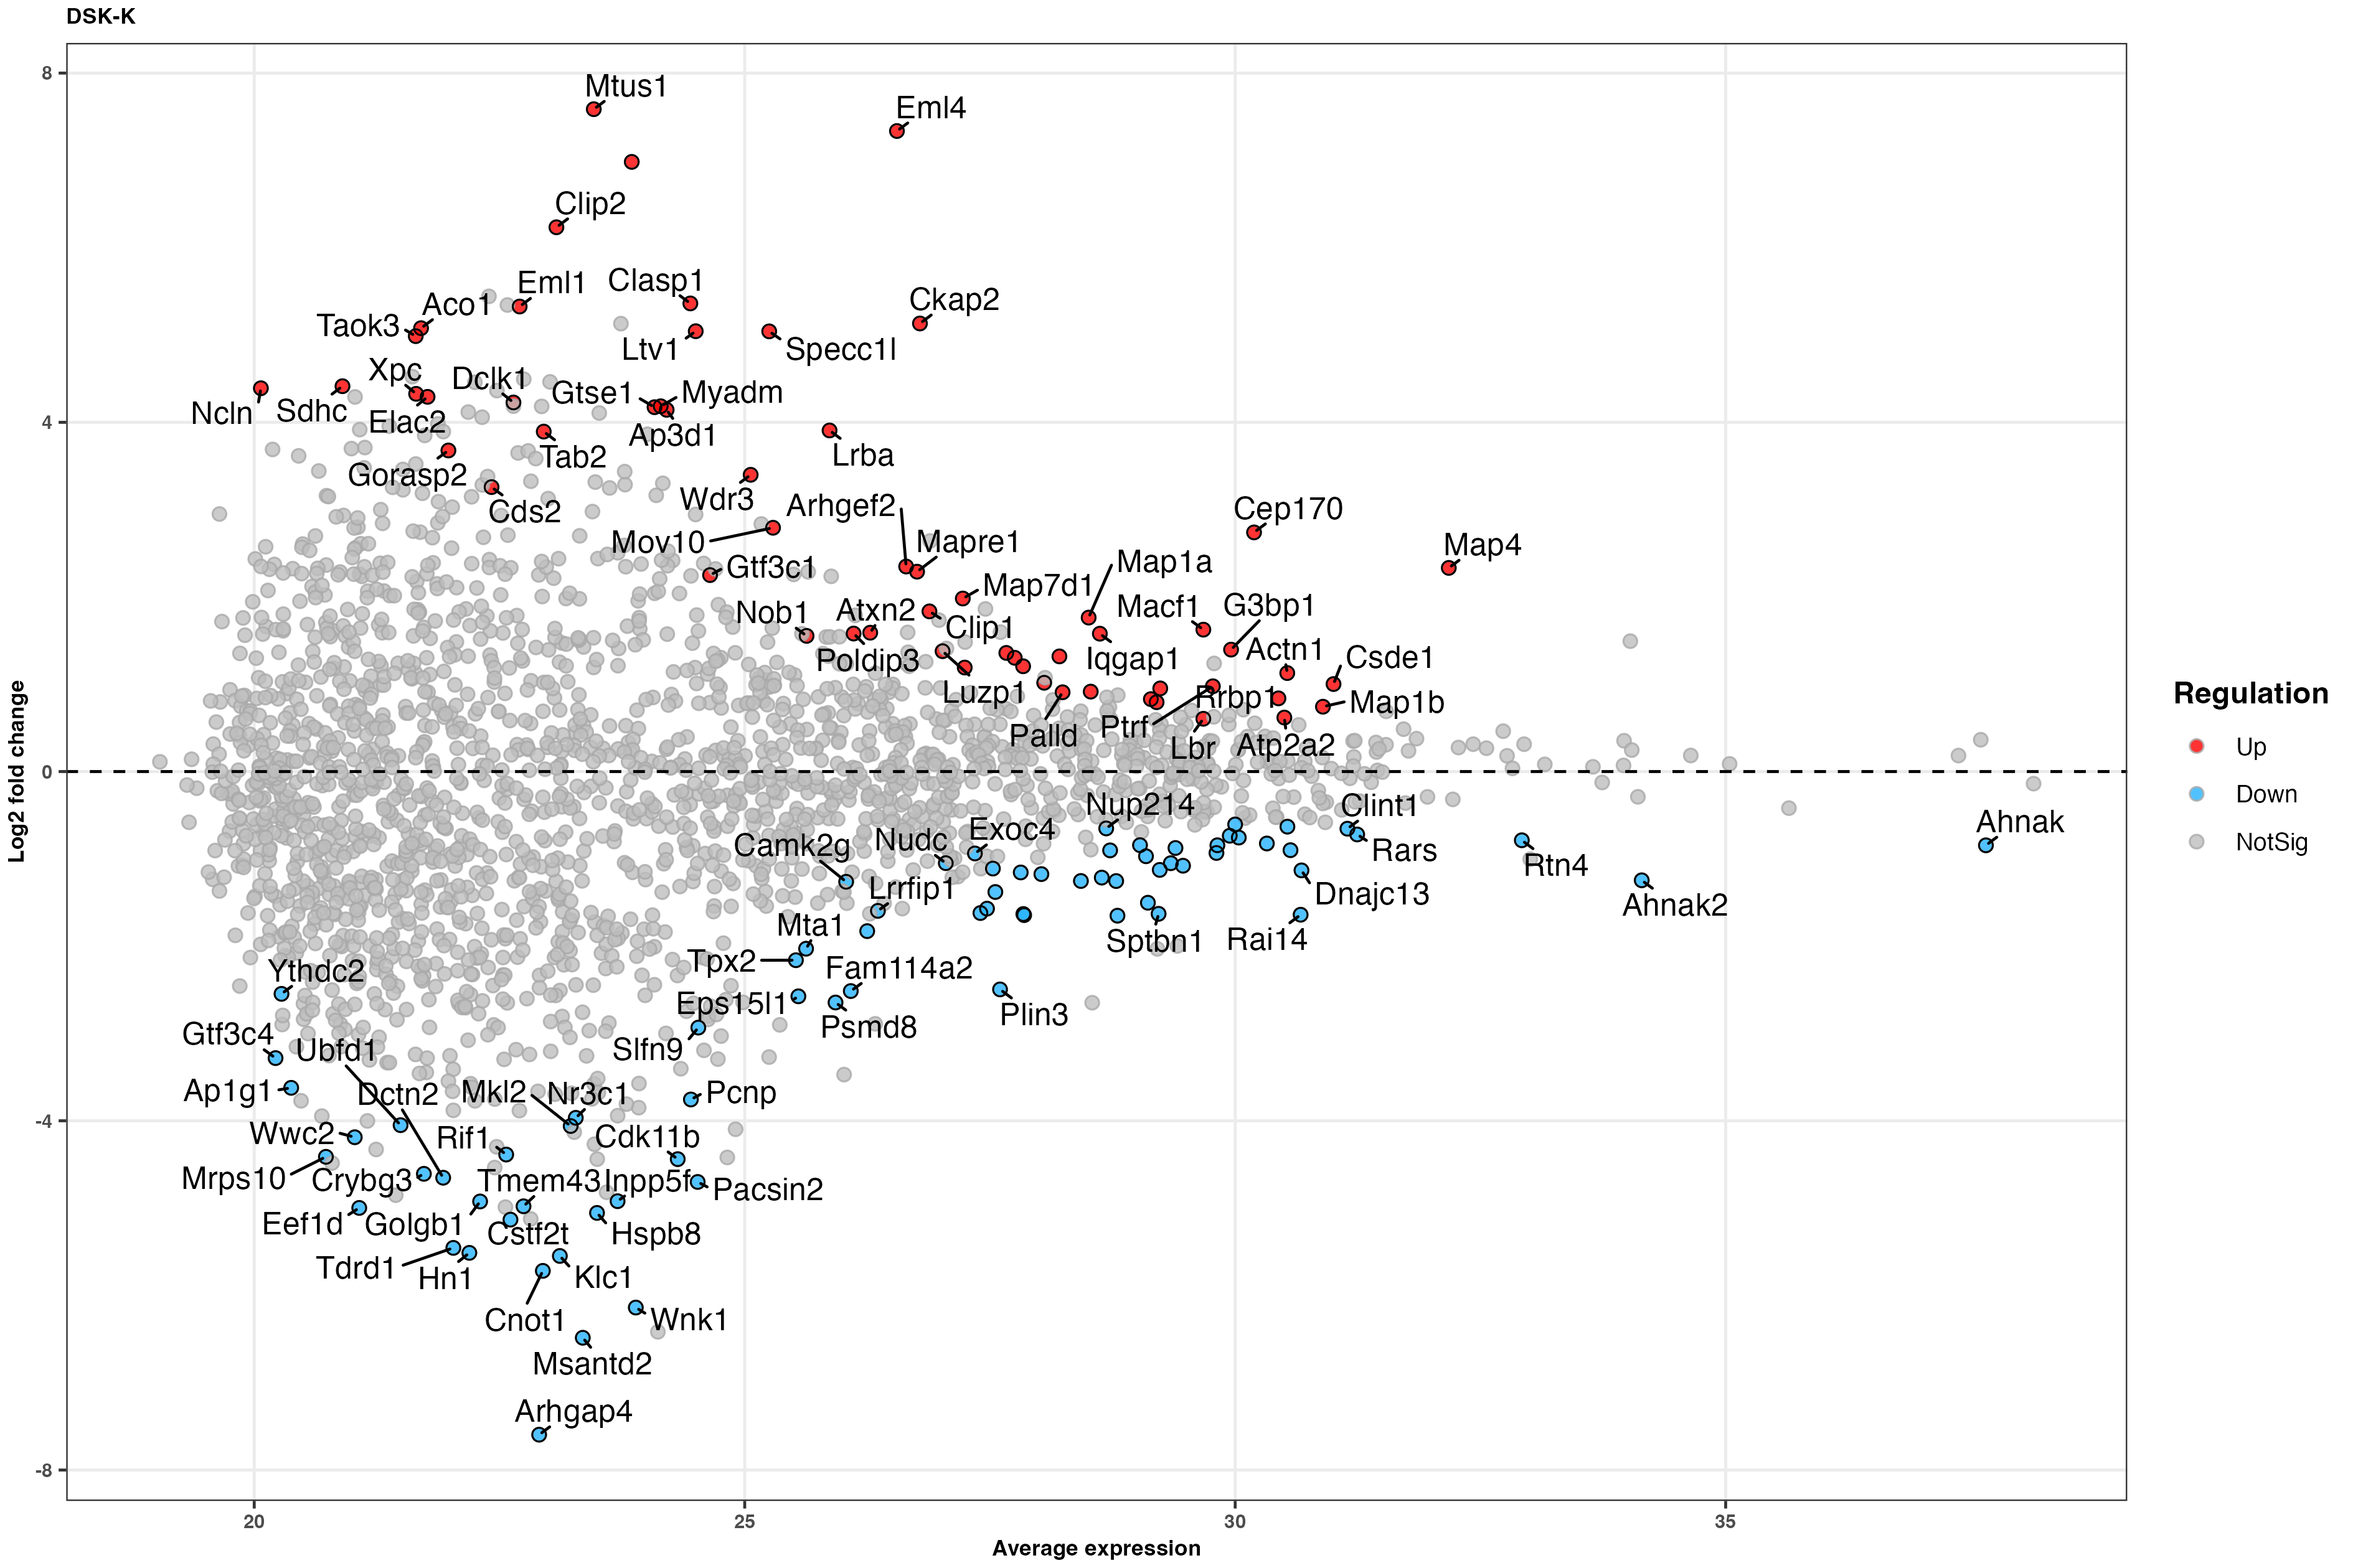 DSK-K
8
4
0
-4
-8
Log2 fold change
Mtus1
Eml4
Clip2
Eml1
Clasp1
Aco1
Ckap2
Taok3
Ltv1
Specc1l
Xpc
Dclk1
Gtse1
Myadm
Ncln
Sdhc
Elac2
Ap3d1
Tab2
Lrba
Gorasp2
Wdr3
Arhgef2
Cds2
Cep170
Mov10
Mapre1
Map4
Gtf3c1
Map1a
Map7d1
Nob1
Atxn2
Macf1
G3bp1
Clip1
Poldip3
Iqgap1
Actn1
Csde1
Luzp1
Rrbp1
Map1b
Palld
Ptrf
Lbr
Atp2a2
Nup214
Clint1
Camk2g
Nudc
Exoc4
Ahnak
Rars
Rtn4
Lrrfip1
Dnajc13
Ahnak2
Mta1
Sptbn1
Rai14
Tpx2
Fam114a2
Ythdc2
Eps15l1
Plin3
Psmd8
Gtf3c4
Ubfd1
Slfn9
Ap1g1
Dctn2
Mkl2
Nr3c1
Pcnp
Wwc2
Rif1
Cdk11b
Mrps10
Crybg3
Tmem43
Inpp5f
Pacsin2
Eef1d
Golgb1
Cstf2t
Hspb8
Tdrd1
Hn1
Klc1
Cnot1
Wnk1
Msantd2
Arhgap4
20
25
30
35
Average expression
Regulation
Up
Down
NotSig